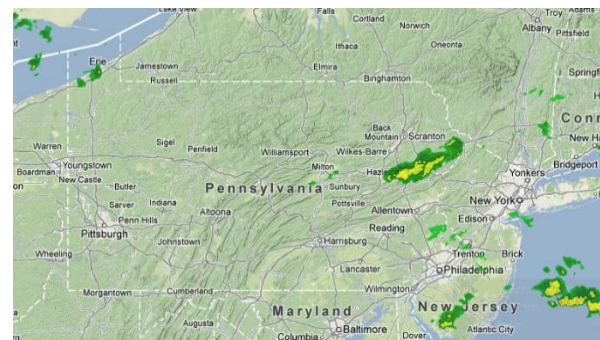 Lake View
Falls
Cortland
Norwich
Troy
Adams
Albany
Pittsfield
Ithaca
Oneonta
Erie
Jamestown
Elmira
Binghamton
Springf
Russell
Conn
Back
Mountain
Scranton
New Ha
Warren
Sigel
Penfield
Williamsport
Wilkes-Barre
Bridgeport
Youngstown
Milton
Hazle
Yonkers
Boardman
New Castle
Butler
Pennsylvania
Sunbury
New York
Sarver
Indiana
Altoona
Pottsville
Allentown
Edison
Penn Hills
Pittsburgh
Reading
Johnstown
Harrisburg
Trenton
Brick
Wheeling
Lancaster
Philadelphia
Morgantown
Cumberland
Wilmington
Maryland
New Jersey
Augusta
Baltimore
Atlantic City
Columbia
Dover